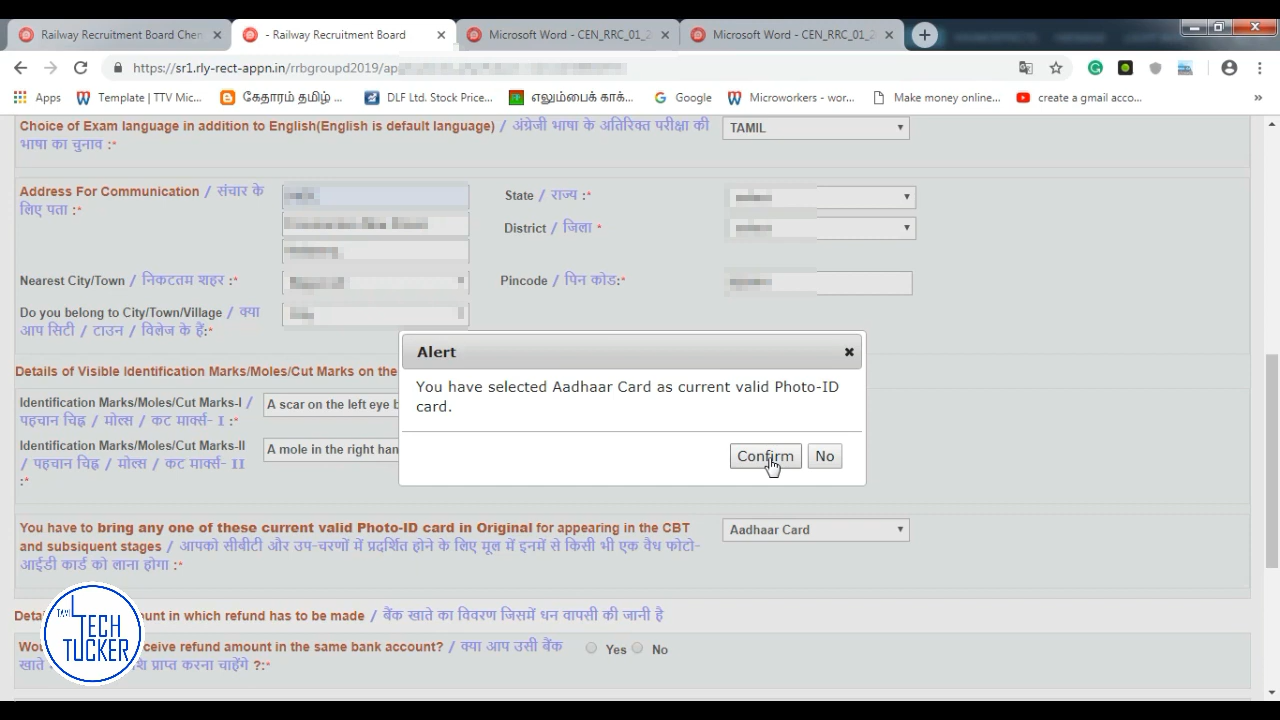 Railway Recruitment Board Chen
- Railway Recruitment Board
Microsoft Word - CEN_RRC_01_2
Microsoft Word - CEN_RRC_01_2
https://sr1.rly-rect-appn.in/rrbgroupd2019/ap
Apps
Template | TTV Mic...
கேதாரம் தமிழ் ...
DLF Ltd. Stock Price...
எலும்பைக் காக்...
Google
Microworkers - wor...
Make money online...
create a gmail acco...
»
Choice of Exam language in addition to English(English is default language) / अंग्रेजी भाषा के अतिरिक्त परीक्षा की
भाषा का चुनाव :*
TAMIL
Address For Communication / संचार के
लिए पता :*
State / राज्य :*
District / जिला *
Nearest City/Town / निकटतम शहर :*
Pincode / पिन कोड:*
Do you belong to City/Town/Village / क्या
आप सिटी / टाउन / विलेज के हैं:*
Alert
You have selected Aadhaar Card as current valid Photo-ID
card.
Confirm
No
Details of Visible Identification Marks/Moles/Cut Marks on the
Identification Marks/Moles/Cut Marks-I /
पहचान चिह्न / मोल्स / कट मार्क्स- I :*
A scar on the left eye b
Identification Marks/Moles/Cut Marks-II
/ पहचान चिह्न / मोल्स / कट मार्क्स- II
:*
A mole in the right han
You have to bring any one of these current valid Photo-ID card in Original for appearing in the CBT
and subsiquent stages / आपको सीबीटी और उप-चरणों में प्रदर्शित होने के लिए मूल में इनमें से किसी भी एक वैध फोटो-
आईडी कार्ड को लाना होगा :*
Aadhaar Card
Detai
unt in which refund has to be made / बैंक खाते का विवरण जिसमें धन वापसी की जानी है
Wou
ceive refund amount in the same bank account? / क्या आप उसी बैंक
खाते
शि प्राप्त करना चाहेंगे ?:*
Yes
No
TECH
TUCKER